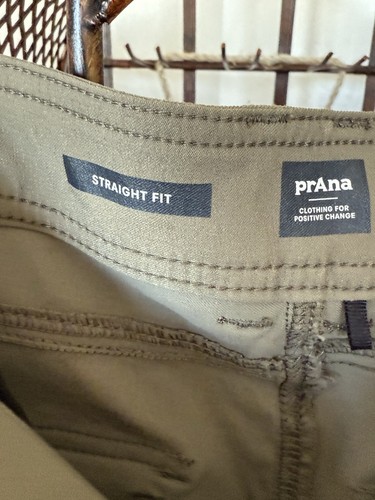 STRAIGHT FIT
prAna
CLOTHING FOR
POSITIVE CHANGE